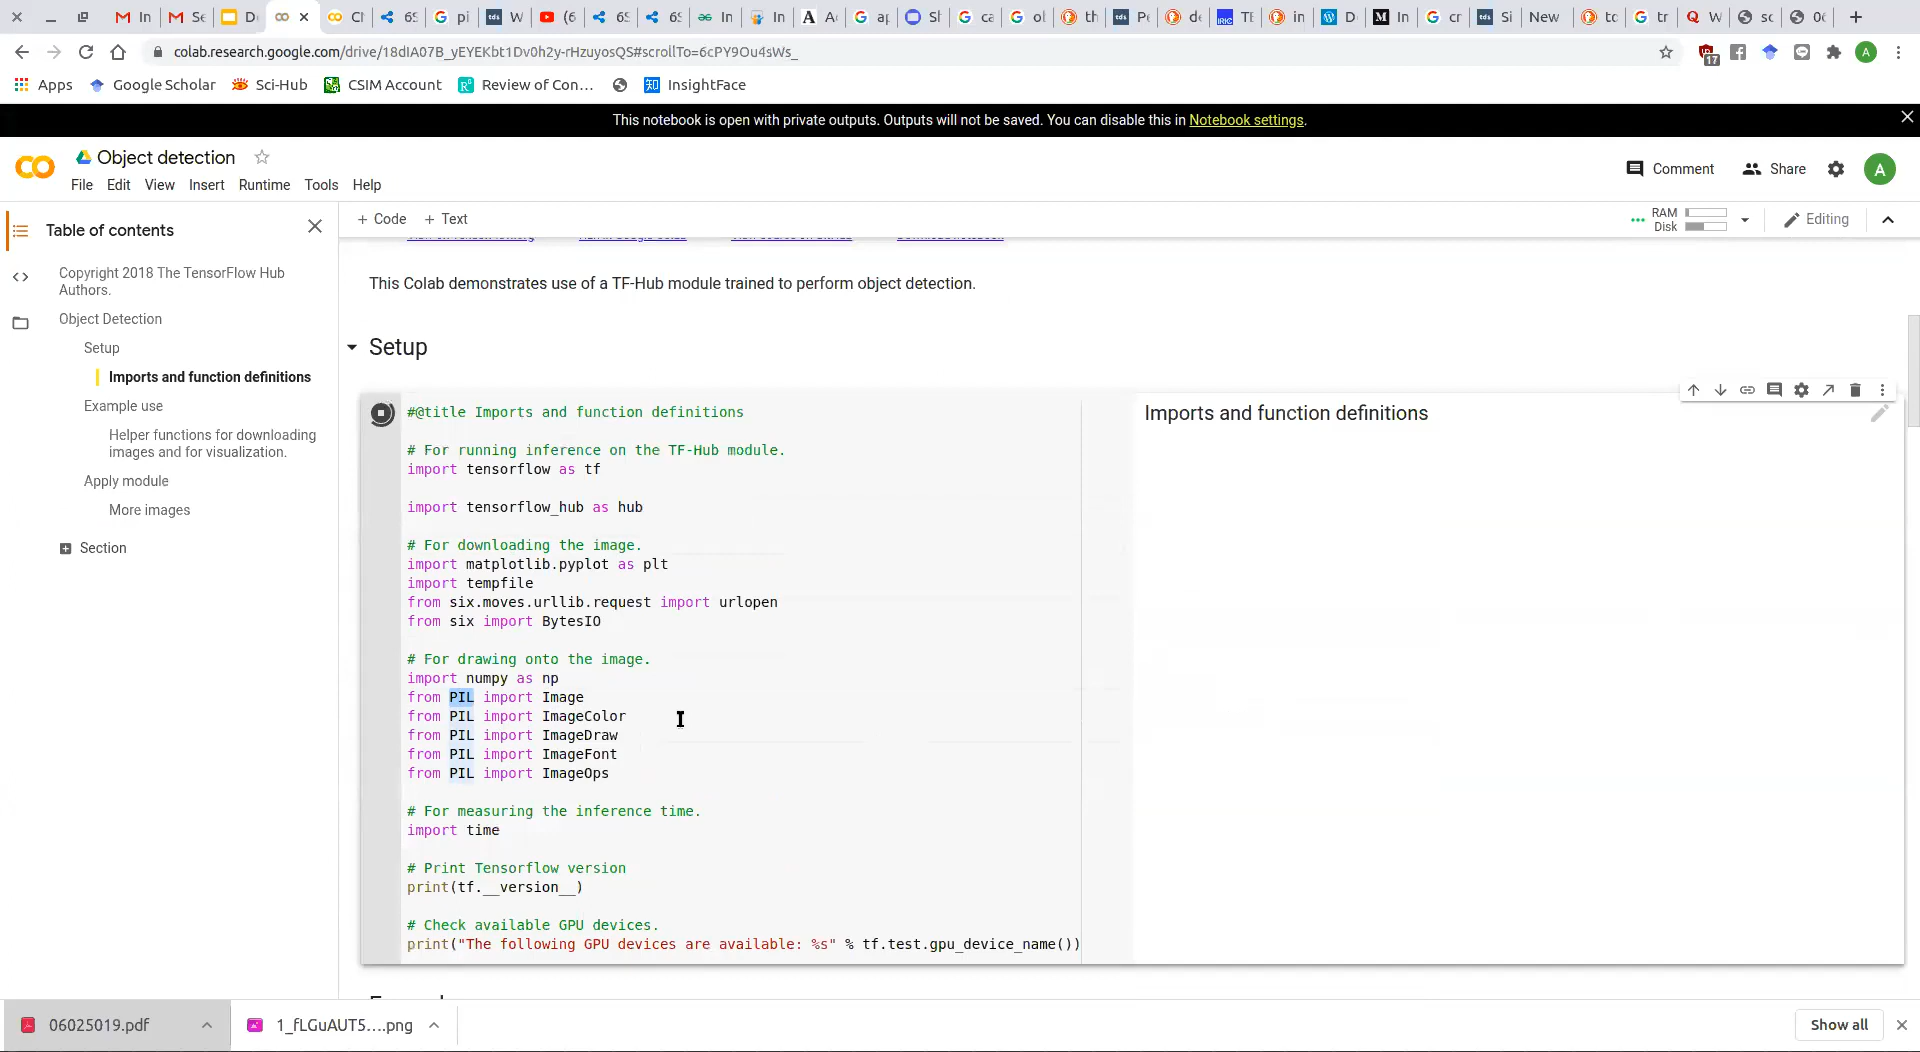 colab.research.google.com/drive/18dIA07B_yEYEKbt1Dv0h2y-rHzuyosQS#scrollTo=6cPY9Ou4sWs_
17
A
Apps
Google Scholar
Sci-Hub
CSIM Account
Review of Con...
InsightFace
This notebook is open with private outputs. Outputs will not be saved. You can disable this in Notebook settings.
Object detection
File Edit View Insert Runtime Tools Help
Comment
Share
A
Table of contents
+ Code + Text
RAM
Disk
Editing
Copyright 2018 The TensorFlow Hub
Authors.
Object Detection
Setup
Imports and function definitions
Example use
Helper functions for downloading
images and for visualization.
Apply module
More images
Section
This Colab demonstrates use of a TF-Hub module trained to perform object detection.
Setup
#@title Imports and function definitions
# For running inference on the TF-Hub module.
import tensorflow as tf
import tensorflow_hub as hub
# For downloading the image.
import matplotlib.pyplot as plt
import tempfile
from six.moves.urllib.request import urlopen
from six import BytesIO
# For drawing onto the image.
import numpy as np
from PIL import Image
from PIL import ImageColor
from PIL import ImageDraw
from PIL import ImageFont
from PIL import ImageOps
# For measuring the inference time.
import time
# Print Tensorflow version
print(tf.__version__)
# Check available GPU devices.
print("The following GPU devices are available: %s" % tf.test.gpu_device_name())
Imports and function definitions
06025019.pdf
1_fLGuAUT5....png
Show all